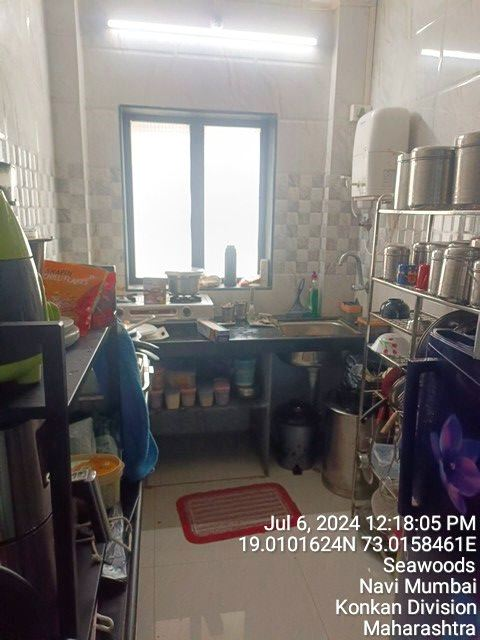 Jul 6, 2024 12:18:05 PM
19.0101624N 73.0158461E
Seawoods
Navi Mumbai
Konkan Division
Maharashtra